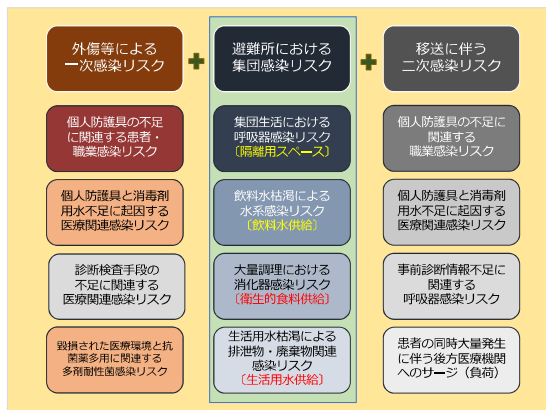 外傷等による
一次感染リスク
+
避難所における
集団感染リスク
+
移送に伴う
二次感染リスク
個人防護具の不足
に関連する患者・
職業感染リスク
集団生活における
呼吸器感染リスク
〔隔離用スペース〕
個人防護具の不足に
関連する
職業感染リスク
個人防護具と消毒剤
用水不足に起因する
医療関連感染リスク
飲料水枯渇による
水系感染リスク
〔飲料水供給〕
個人防護具と消毒剤
用水不足に起因する
医療関連感染リスク
診断検査手段の
不足に関連する
医療関連感染リスク
大量調理における
消化器感染リスク
〔衛生的食料供給〕
事前診断情報不足に
関連する
呼吸器感染リスク
毀損された医療環境と抗
菌薬多用に関連する
多剤耐性菌感染リスク
生活用水枯渇による
排泄物・廃棄物関連
感染リスク
〔生活用水供給〕
患者の同時大量発生
に伴う後方医療機関
へのサージ（負荷）